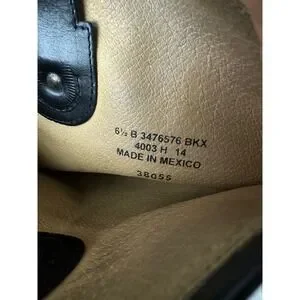 6½ B 3476576 BKX
4003 H 14
MADE IN MEXICO
38055